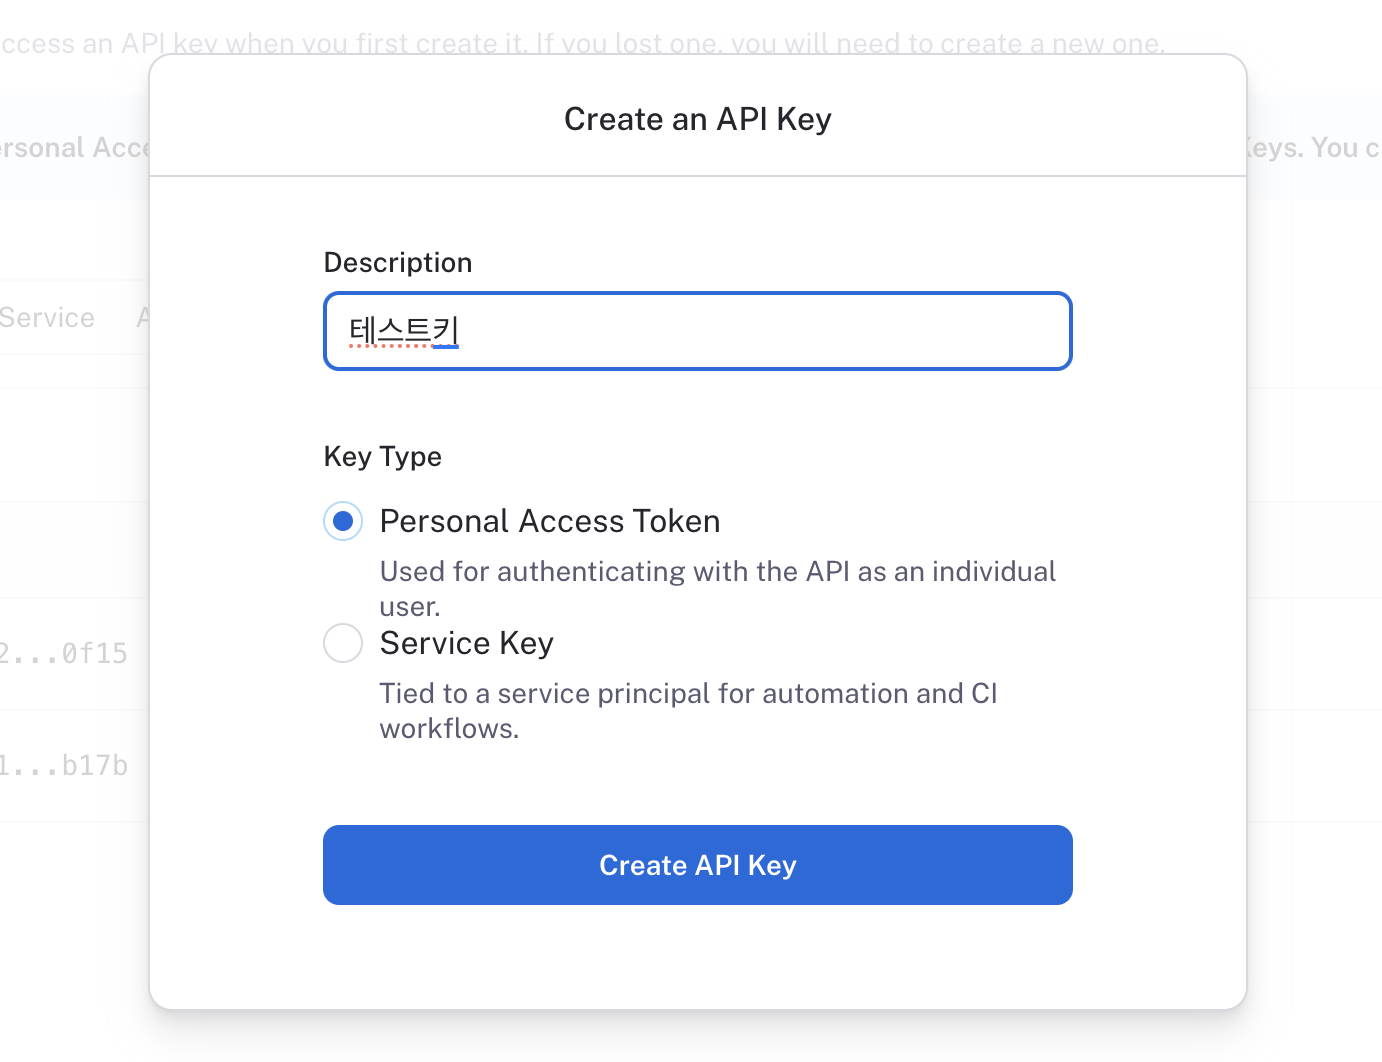 ccess an API key when you first create it. If you lost one, you will need to create a new one.
Create an API Key
ersonal Acce
Keys. You c
Description
테스트키
Service A
Key Type
Personal Access Token
Used for authenticating with the API as an individual
user.
Service Key
2...0f15
Tied to a service principal for automation and CI
workflows.
1...b17b
Create API Key